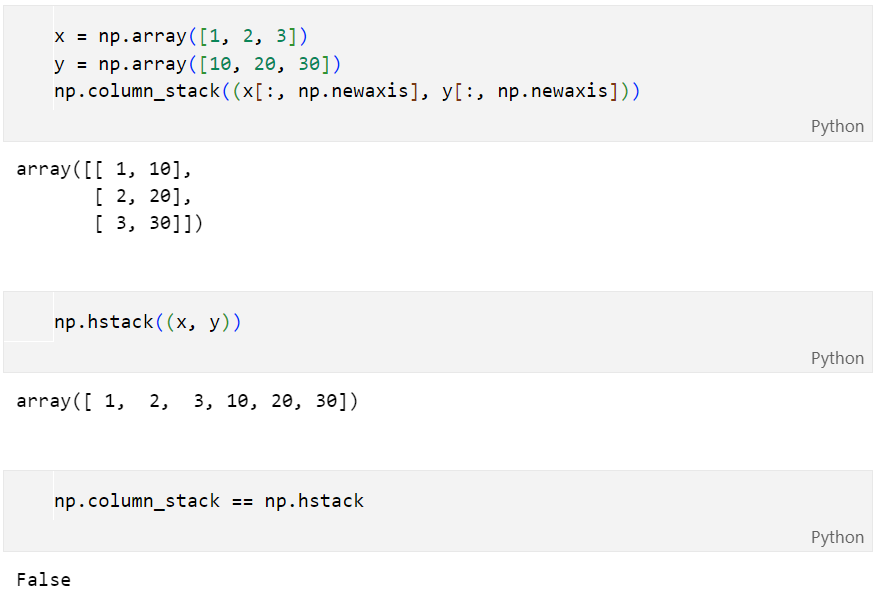 x = np.array([1, 2, 3])
y = np.array([10, 20, 30])
np.column_stack((x[:, np.newaxis], y[:, np.newaxis]))
Python
array([[ 1, 10],
       [ 2, 20],
       [ 3, 30]])
np.hstack((x, y))
Python
array([ 1,  2,  3, 10, 20, 30])
np.column_stack == np.hstack
Python
False